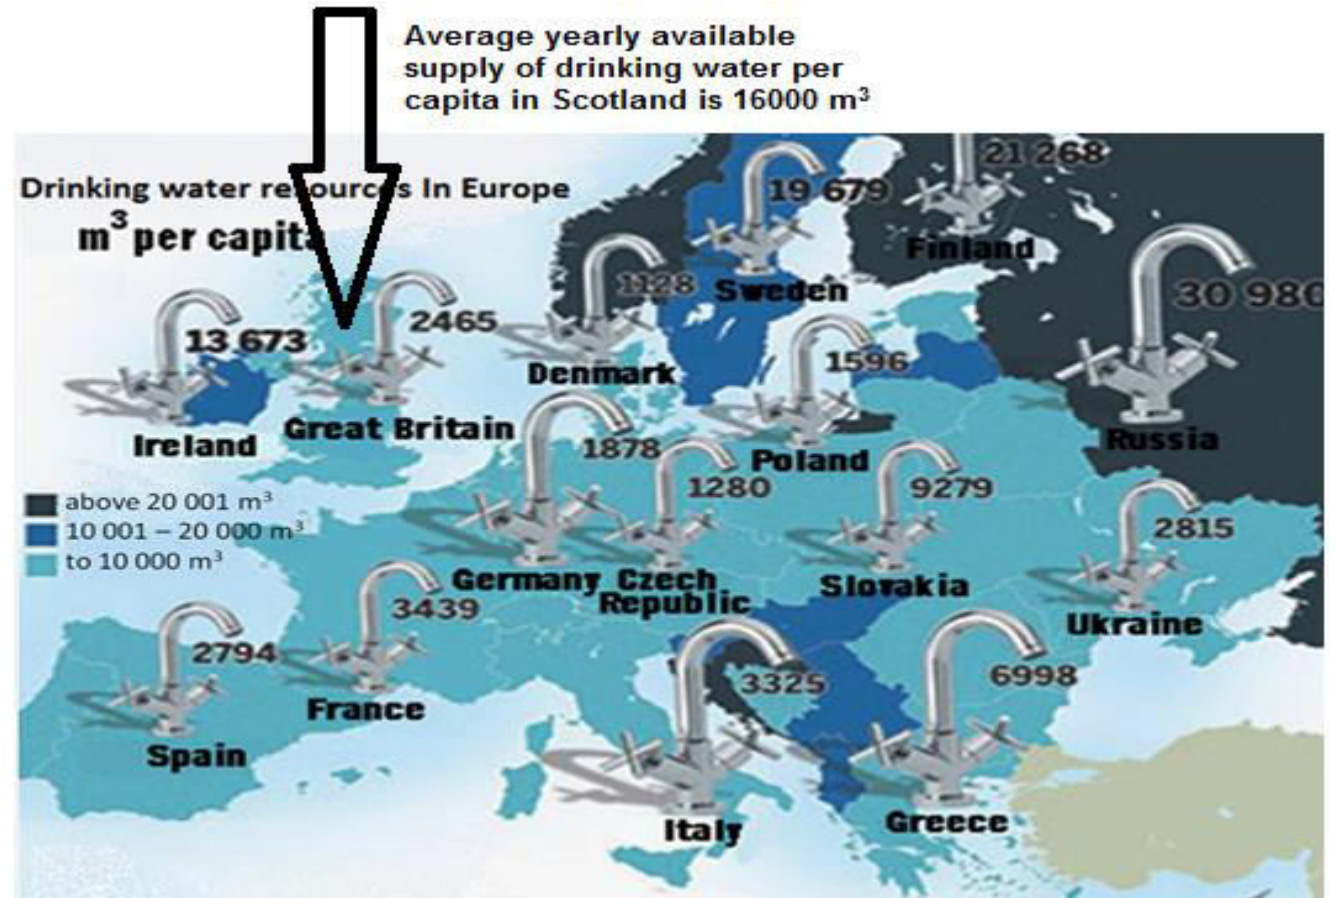 Average yearly available
supply of drinking water per
capita in Scotland is 16000 m³
Drinking water resources In Europe
m³ per capita
21 268
19 679
Finland
30 980
1128
Sweden
2465
13 673
1596
Denmark
Great Britain
Ireland
Russia
1878
Poland
1280
9279
above 20 001 m³
10 001 – 20 000 m³
to 10 000 m³
2815
Germany
Czech
Republic
Slovakia
3439
Ukraine
2794
3325
6998
France
Spain
Italy
Greece